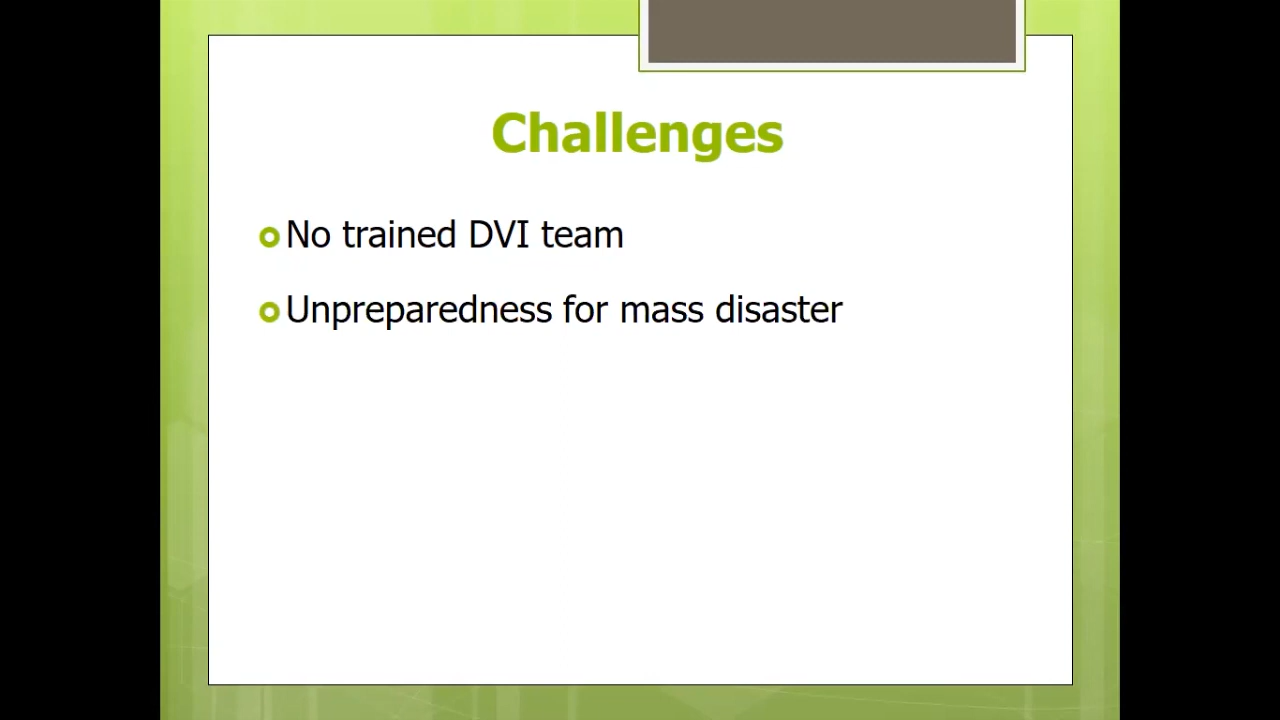 Challenges
No trained DVI team
Unpreparedness for mass disaster